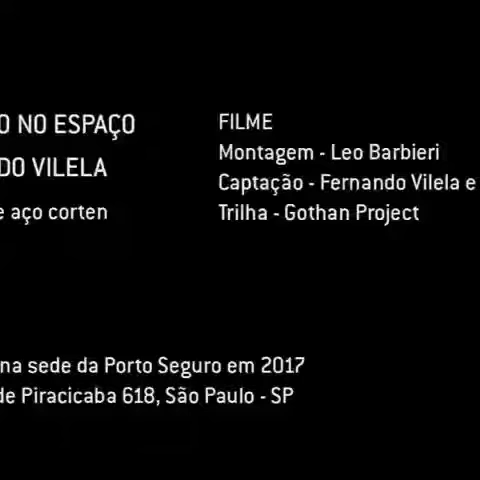 O NO ESPAÇO
DO VILELA
e aço corten
FILME
Montagem - Leo Barbieri
Captação - Fernando Vilela e
Trilha - Gothan Project
na sede da Porto Seguro em 2017
de Piracicaba 618, São Paulo - SP